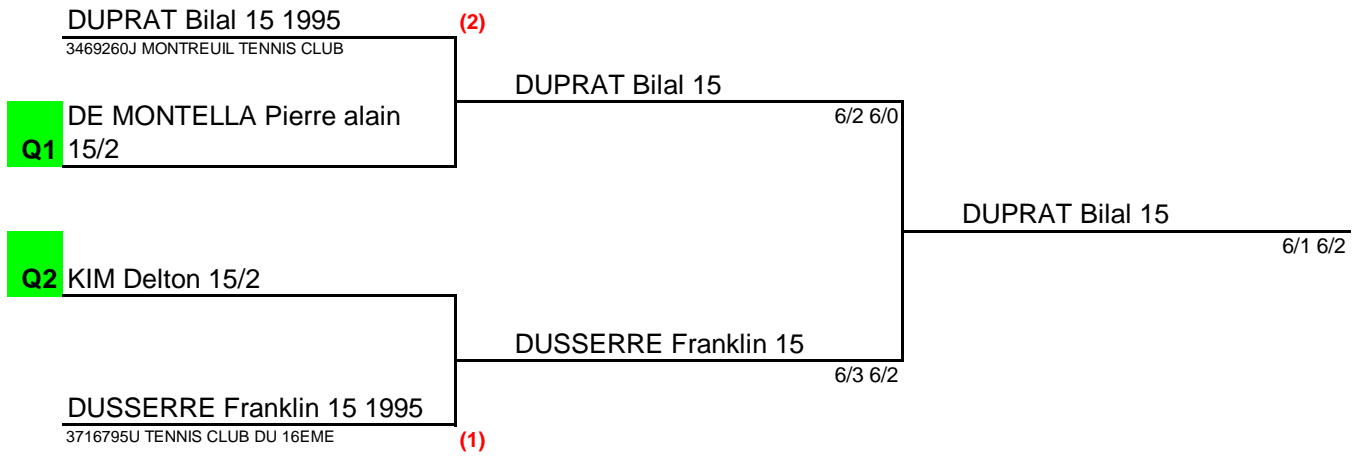 DUPRAT Bilal 15 1995
(2)
3469260J MONTREUIL TENNIS CLUB
DUPRAT Bilal 15
6/2 6/0
DE MONTELLA Pierre alain
Q1 15/2
DUPRAT Bilal 15
6/1 6/2
Q2 KIM Delton 15/2
DUSSERRE Franklin 15
6/3 6/2
DUSSERRE Franklin 15 1995
3716795U TENNIS CLUB DU 16EME
(1)